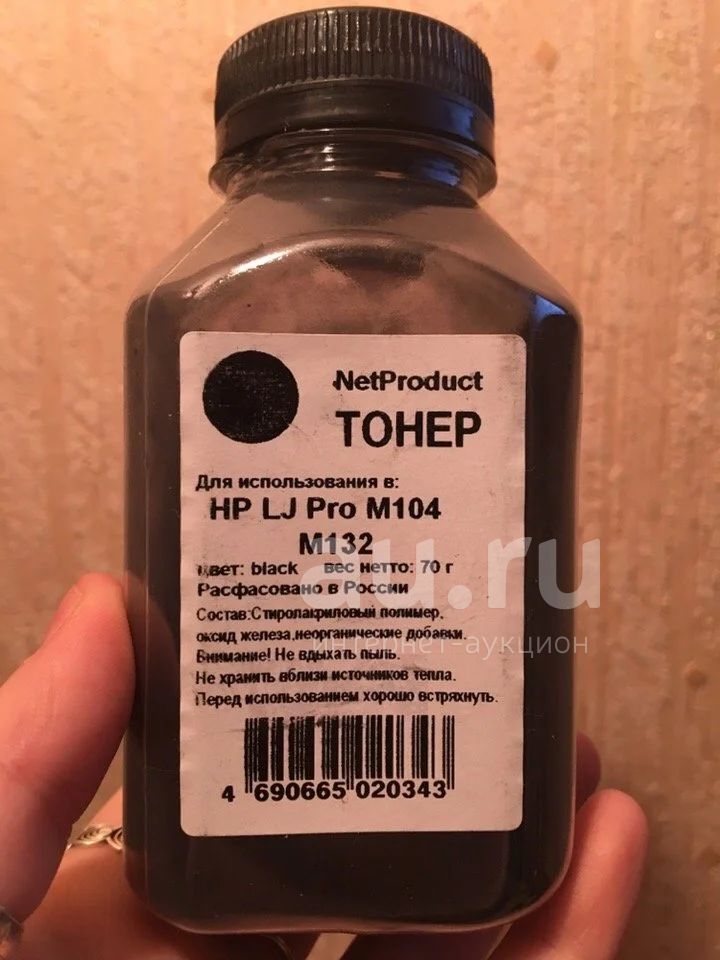 NetProduct
ТОНЕР
Для использования в:
HP LJ Pro M104
M132
цвет: black вес нетто: 70 г
Расфасовано в России
Состав:Стиролакриловый полимер,
оксид железа,неорганические добавки.
Внимание! Не вдыхать пыль.
Не хранить вблизи источников тепла.
Перед использованием хорошо встряхнуть.
4 690665 020343
au.ru
интернет-аукцион